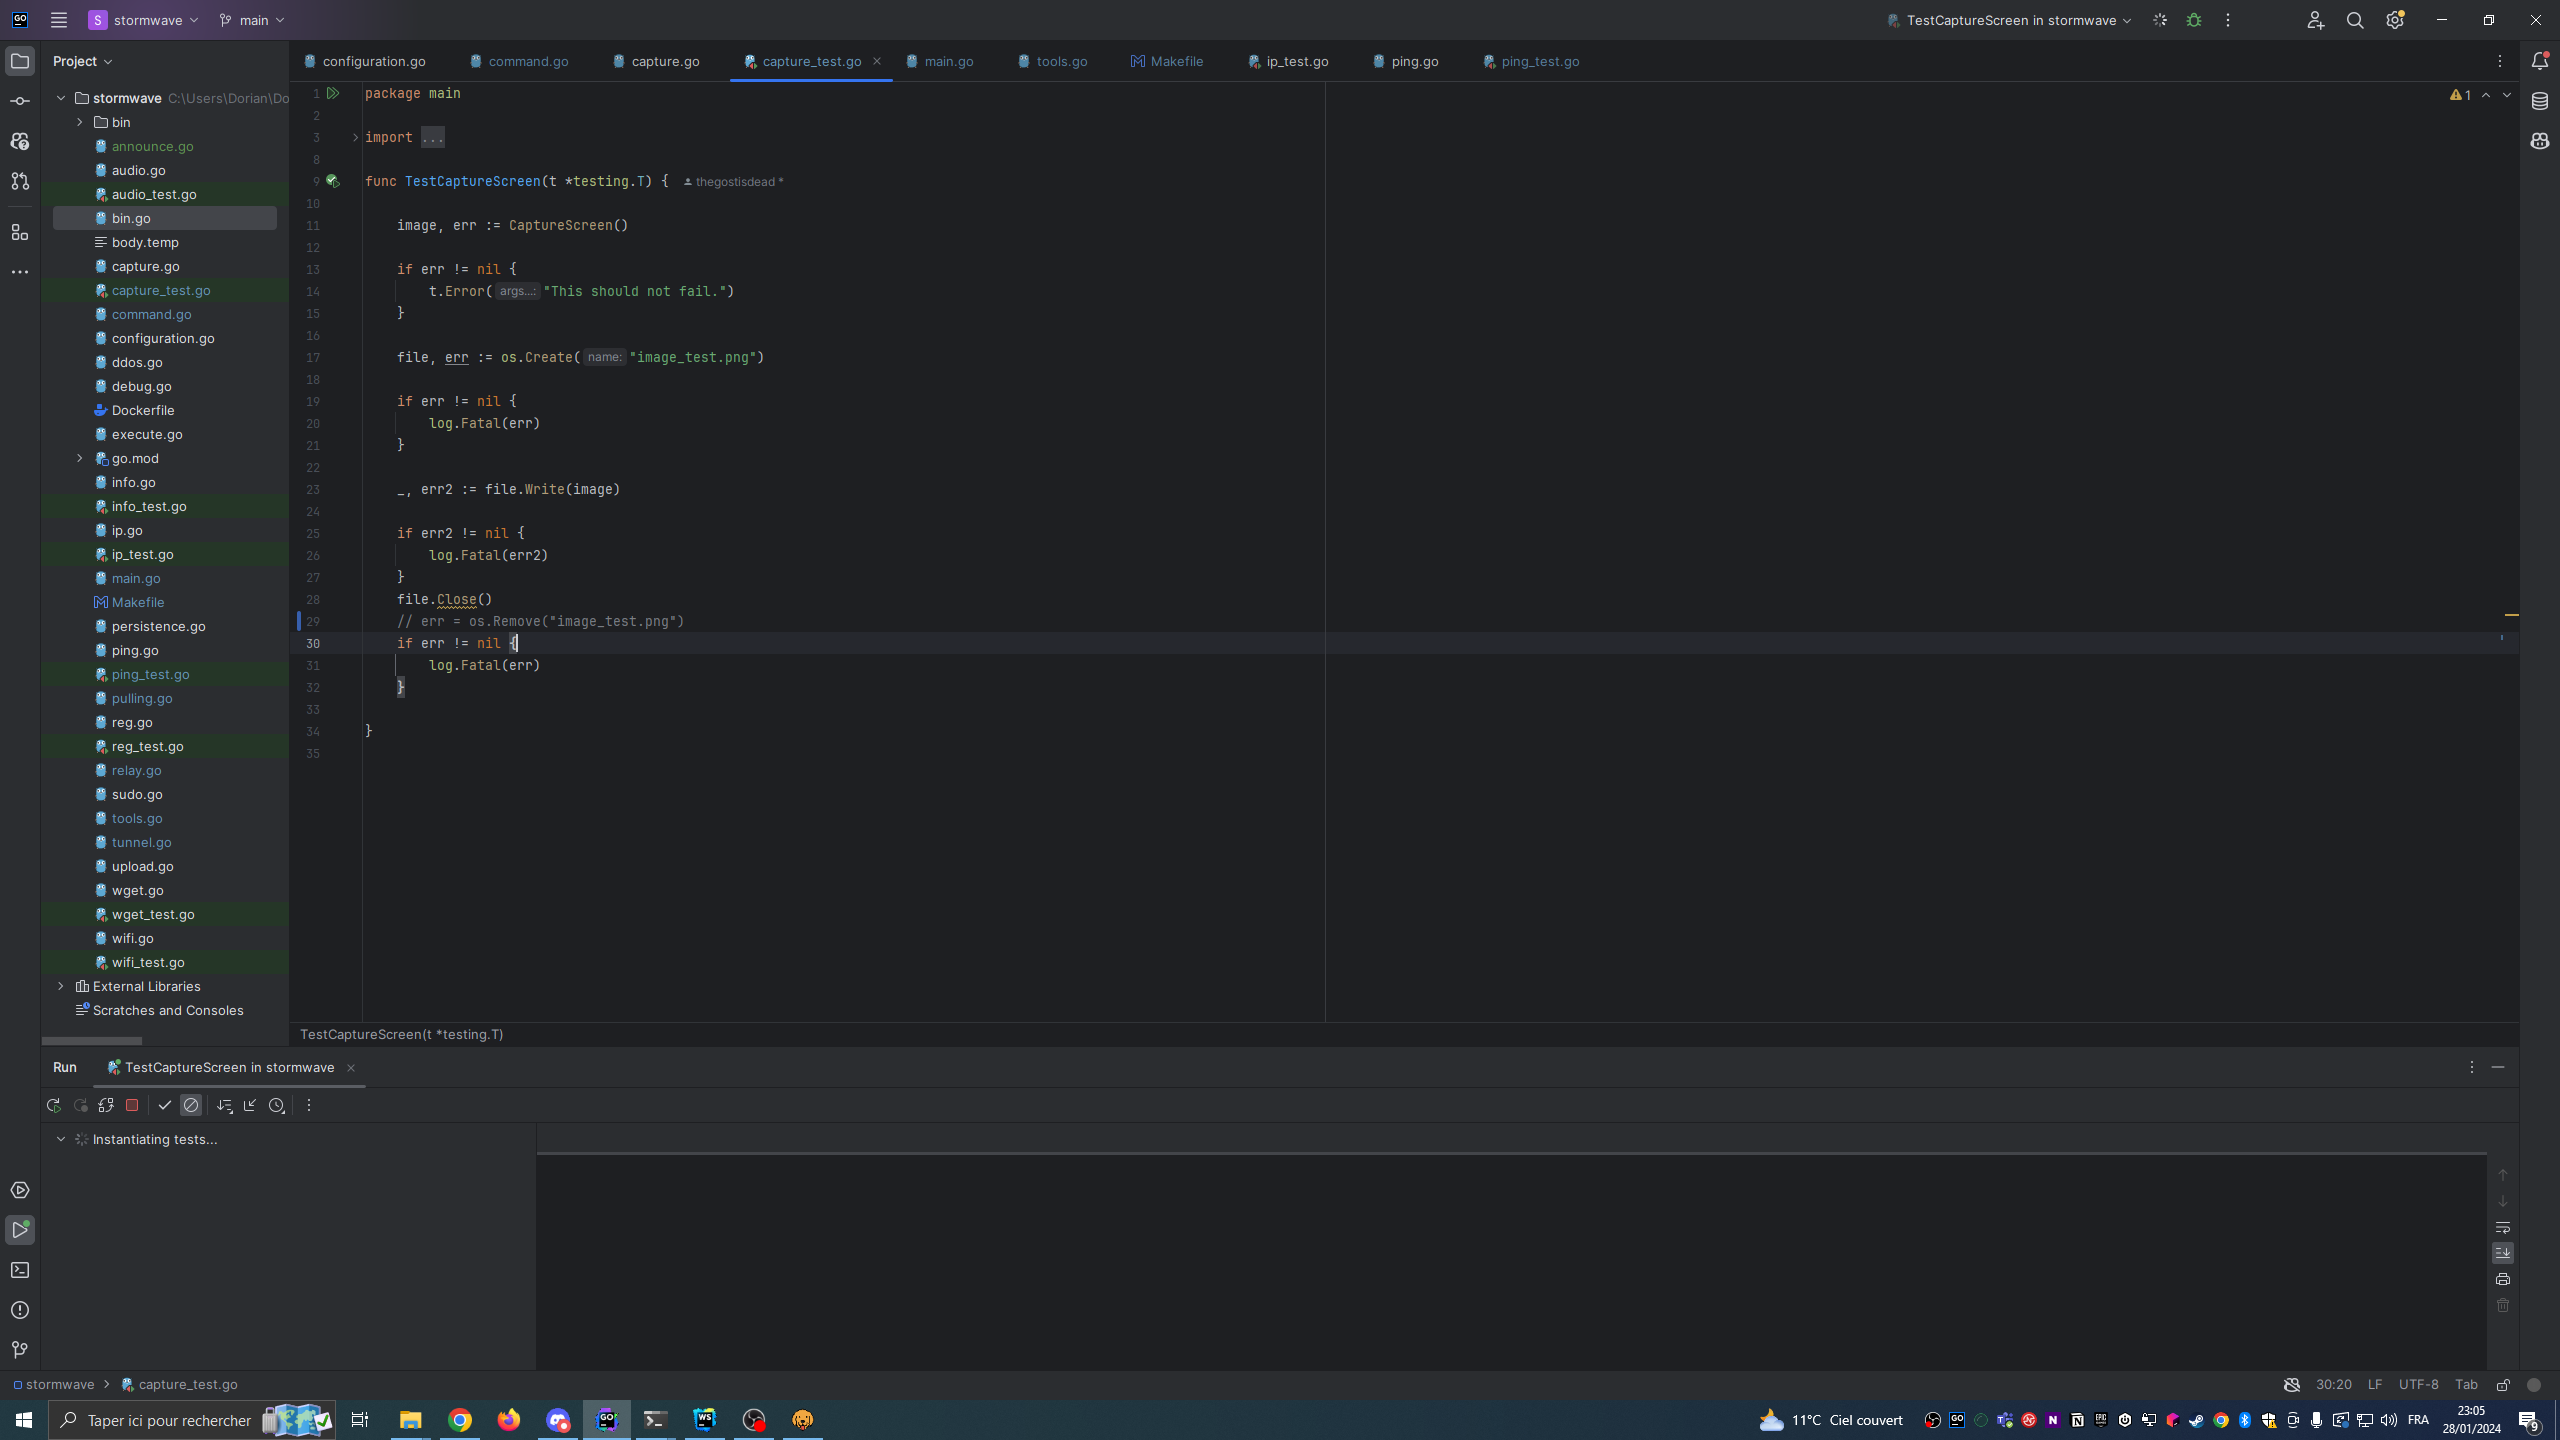 S stormwave main
TestCaptureScreen in stormwave
Project
configuration.go command.go capture.go capture_test.go main.go tools.go Makefile ip_test.go ping.go ping_test.go
stormwave C:\Users\Dorian\Do
bin
announce.go
audio.go
audio_test.go
bin.go
body.temp
capture.go
capture_test.go
command.go
configuration.go
ddos.go
debug.go
Dockerfile
execute.go
go.mod
info.go
info_test.go
ip.go
ip_test.go
main.go
Makefile
persistence.go
ping.go
ping_test.go
pulling.go
reg.go
reg_test.go
relay.go
sudo.go
tools.go
tunnel.go
upload.go
wget.go
wget_test.go
wifi.go
wifi_test.go
External Libraries
Scratches and Consoles
1
1 package main
2
3 import ...
8
9 func TestCaptureScreen(t *testing.T) { thegostisdead *
10
11 image, err := CaptureScreen()
12
13 if err != nil {
14 t.Error( args...: "This should not fail.")
15 }
16
17 file, err := os.Create( name: "image_test.png")
18
19 if err != nil {
20 log.Fatal(err)
21 }
22
23 _, err2 := file.Write(image)
24
25 if err2 != nil {
26 log.Fatal(err2)
27 }
28 file.Close()
29 // err = os.Remove("image_test.png")
30 if err != nil {
31 log.Fatal(err)
32 }
33
34 }
35
TestCaptureScreen(t *testing.T)
Run TestCaptureScreen in stormwave
Instantiating tests...
stormwave capture_test.go
30:20 LF UTF-8 Tab
Taper ici pour rechercher
11°C Ciel couvert
FRA
23:05
28/01/2024
9